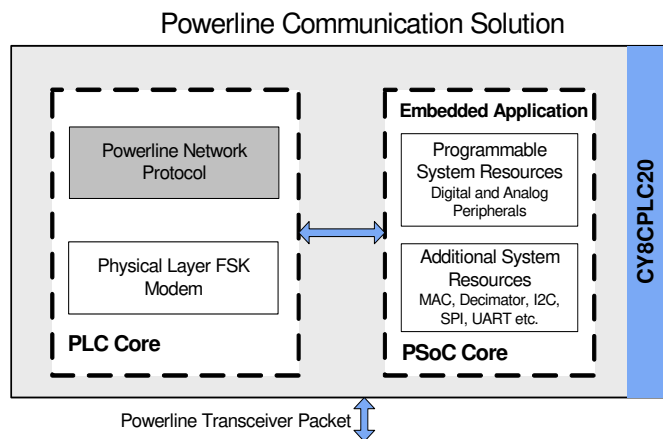 Powerline Communication Solution
Powerline Network
Protocol
Physical Layer FSK
Modem
PLC Core
Embedded Application
Programmable
System Resources
Digital and Analog
Peripherals
Additional System
Resources
MAC, Decimator, I2C,
SPI, UART etc.
PSoC Core
CY8CPLC20
Powerline Transceiver Packet